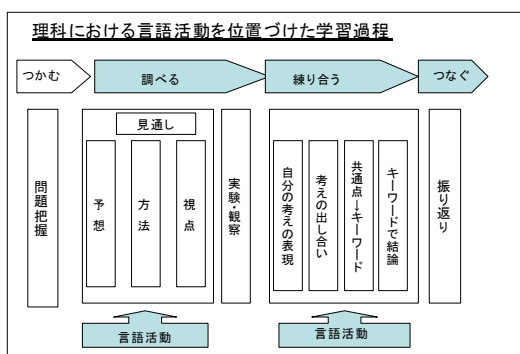 理科における言語活動を位置づけた学習過程
つかむ
調べる
練り合う
つなぐ
問題把握
見通し
予想
方法
視点
実験・観察
自分の考えの表現
考えの出し合い
共通点→キーワード
キーワードで結論
振り返り
言語活動
言語活動